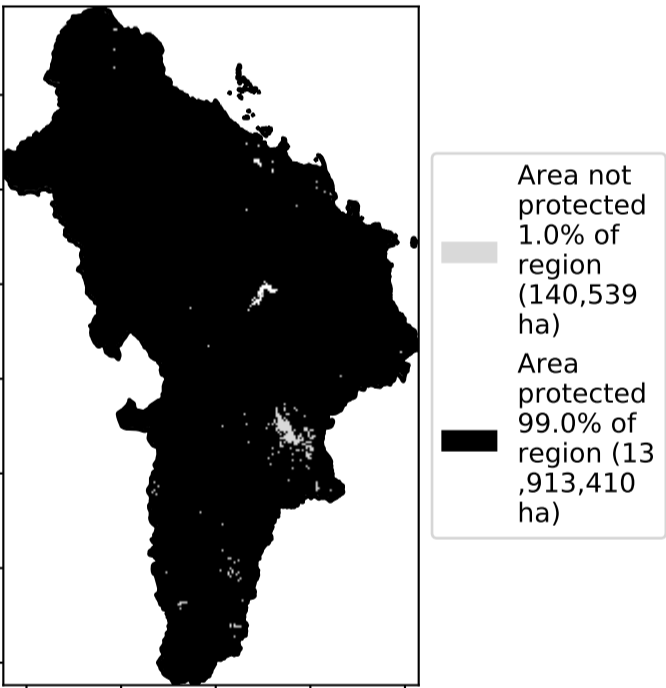 Area not
protected
1.0% of
region
(140,539
ha)
Area
protected
99.0% of
region (13
,913,410
ha)